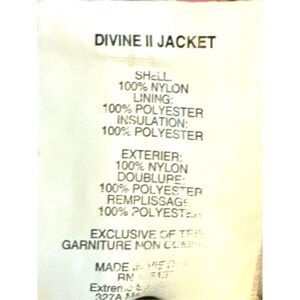 DIVINE II JACKET
SHELL
100% NYLON
LINING:
100% POLYESTER
INSULATION:
100% POLYESTER
EXTERIER:
100% NYLON
DOUBLURE:
100% POLYESTER
REMPLISSAGE
100% POLYESTER
EXCLUSIVE OF
GARNITURE NON
MADE
RN
327A